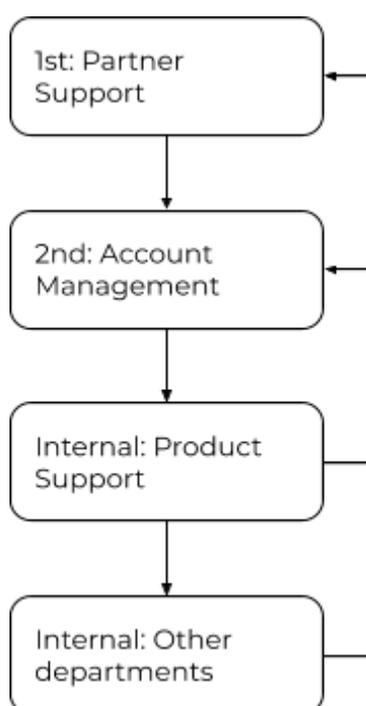 1st: Partner
Support
2nd: Account
Management
Internal: Product
Support
Internal: Other
departments